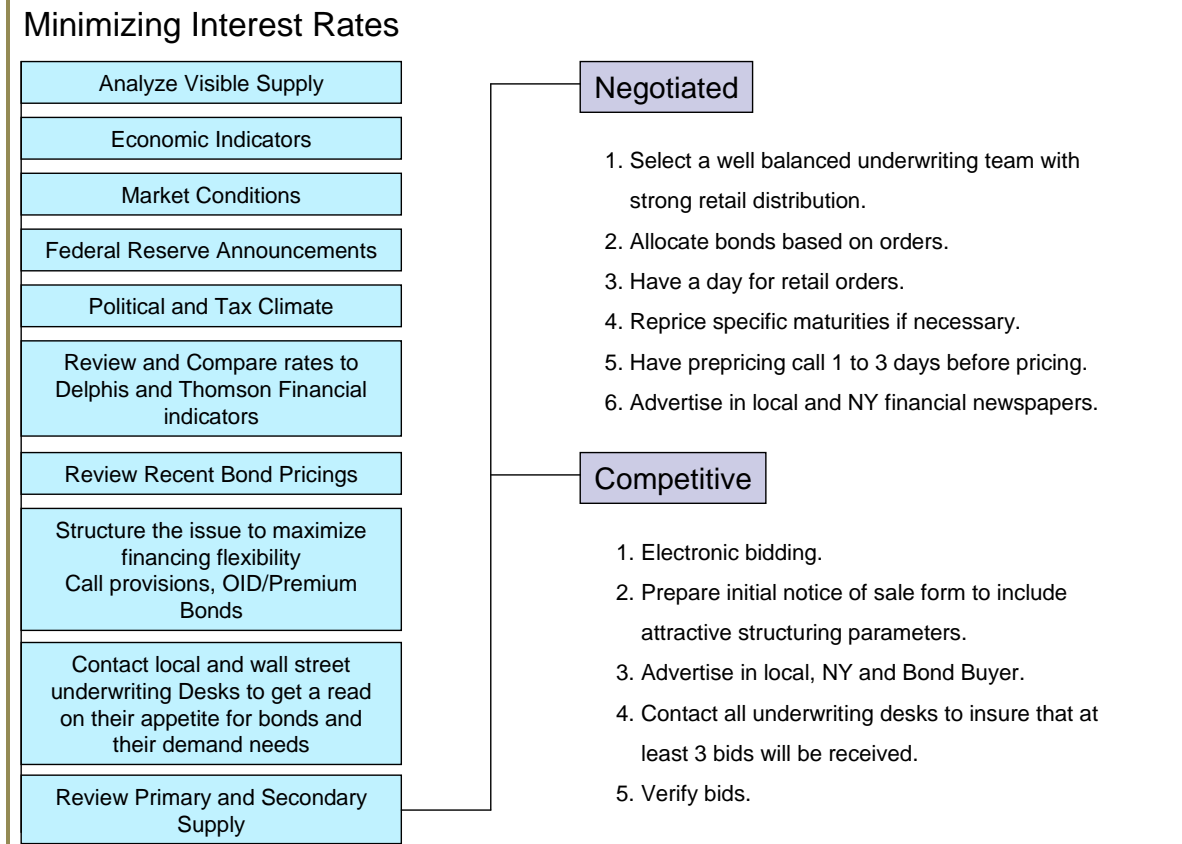 Minimizing Interest Rates
Analyze Visible Supply
Economic Indicators
Market Conditions
Federal Reserve Announcements
Political and Tax Climate
Review and Compare rates to
Delphis and Thomson Financial
indicators
Review Recent Bond Pricings
Structure the issue to maximize
financing flexibility
Call provisions, OID/Premium
Bonds
Contact local and wall street
underwriting Desks to get a read
on their appetite for bonds and
their demand needs
Review Primary and Secondary
Supply
Negotiated
1. Select a well balanced underwriting team with
strong retail distribution.
2. Allocate bonds based on orders.
3. Have a day for retail orders.
4. Reprice specific maturities if necessary.
5. Have prepricing call 1 to 3 days before pricing.
6. Advertise in local and NY financial newspapers.
Competitive
1. Electronic bidding.
2. Prepare initial notice of sale form to include
attractive structuring parameters.
3. Advertise in local, NY and Bond Buyer.
4. Contact all underwriting desks to insure that at
least 3 bids will be received.
5. Verify bids.